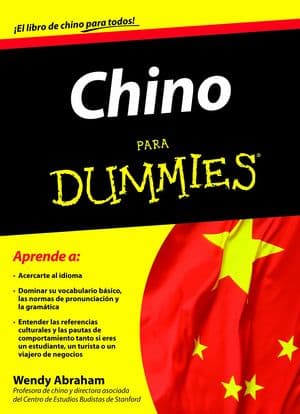 ¡El libro de chino para todos!
Chino
PARA
DUMMIES®
Aprende a:
• Acercarte al idioma
• Dominar su vocabulario básico,
las normas de pronunciación y la
gramática
• Entender las referencias
culturales y las pautas de
comportamiento tanto si eres
un estudiante, un turista o un
viajero de negocios
Wendy Abraham
Profesora de chino y directora asociada
del Centro de Estudios Budistas de Stanford